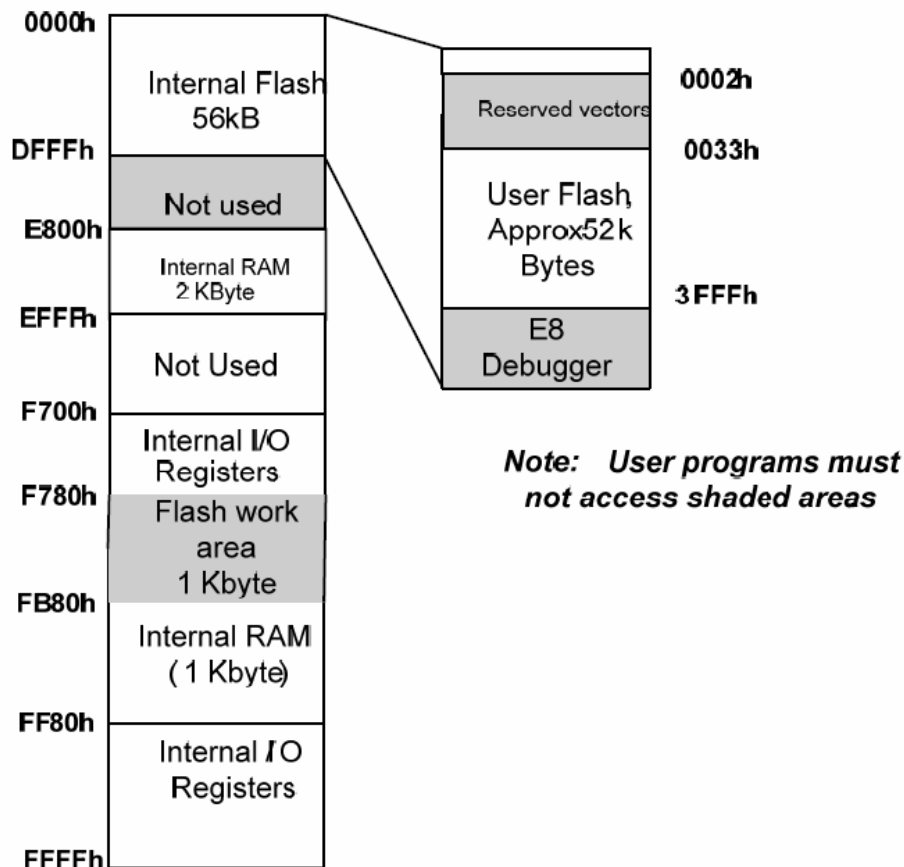 0000h
Internal Flash
56kB
DFFFh
Not used
E800h
Internal RAM
2 KByte
EFFFh
Not Used
F700h
Internal I/O
Registers
F780h
Flash work
area
1 Kbyte
FB80h
Internal RAM
( 1 Kbyte)
FF80h
Internal I/O
Registers
FFFFh
0002h
Reserved vectors
0033h
User Flash,
Approx52k
Bytes
3FFFh
E8
Debugger
Note: User programs must
not access shaded areas